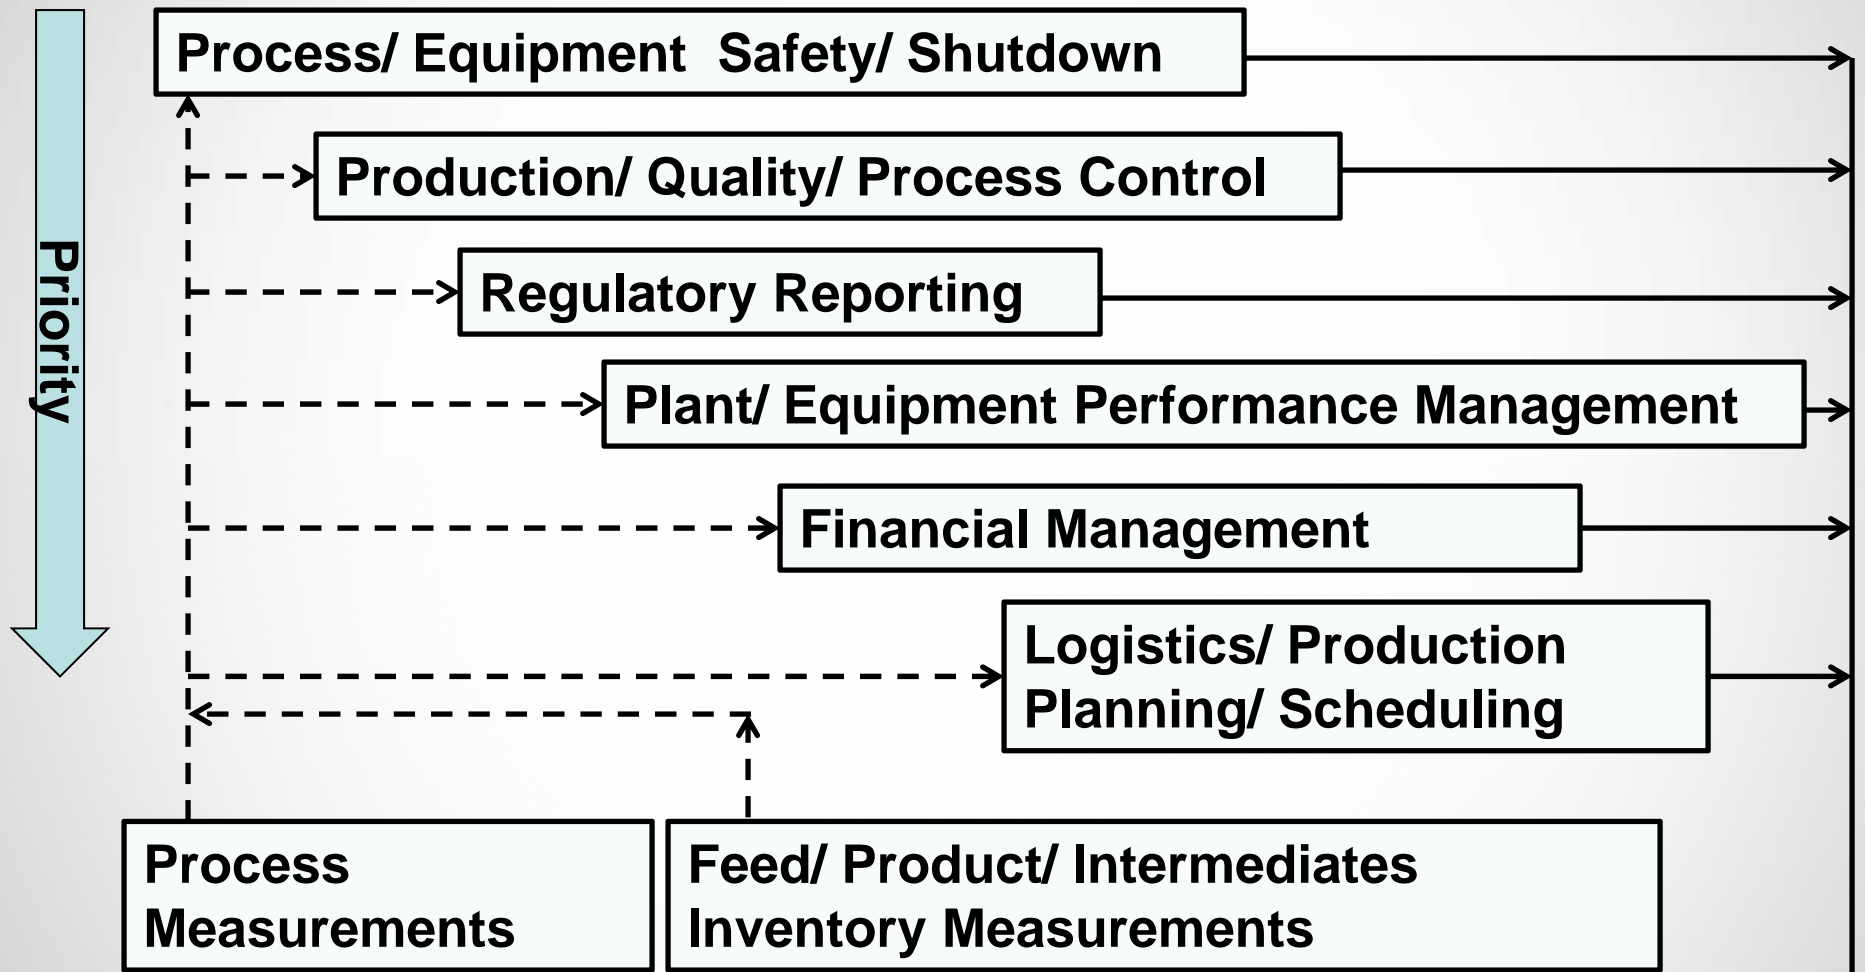 Process/ Equipment  Safety/ Shutdown
Production/ Quality/ Process Control
Regulatory Reporting
Priority
Plant/ Equipment Performance Management
Financial Management
Logistics/ Production
Planning/ Scheduling
Process
Measurements
Feed/ Product/ Intermediates
Inventory Measurements